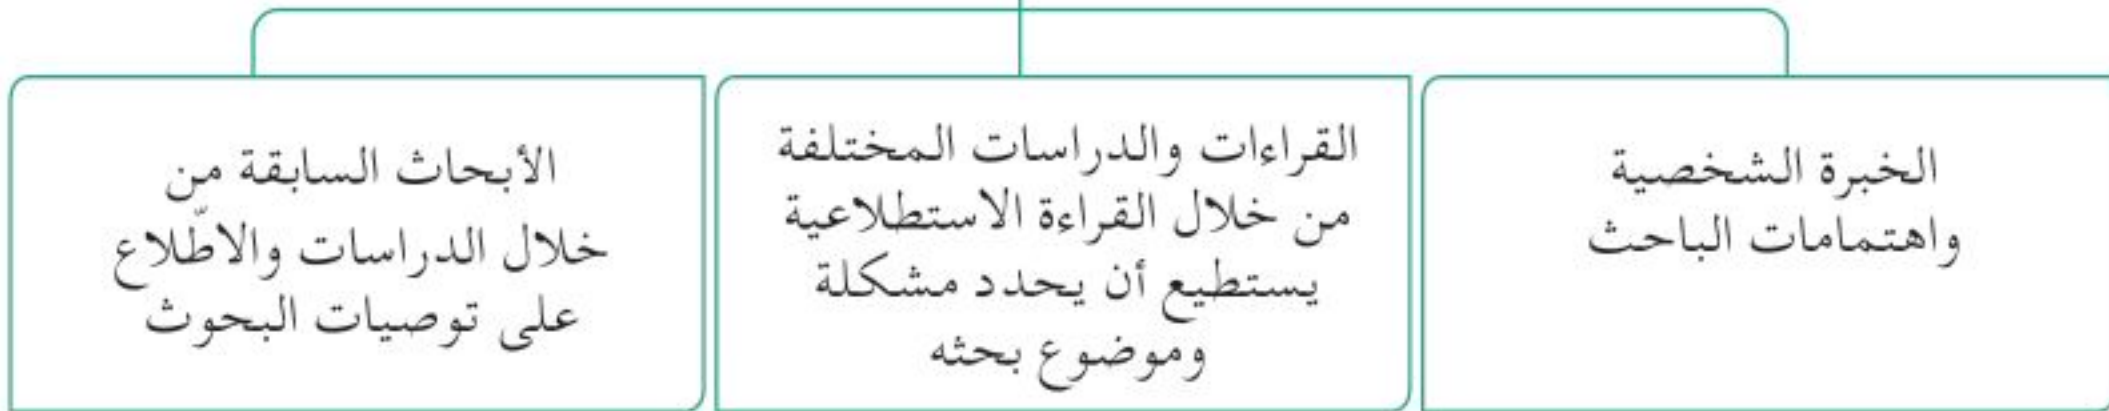 الخبرة الشخصية
واهتمامات الباحث
القراءات والدراسات المختلفة
من خلال القراءة الاستطلاعية
يستطيع أن يحدد مشكلة
وموضوع بحثه
الأبحاث السابقة من
خلال الدراسات والاطّلاع
على توصيات البحوث